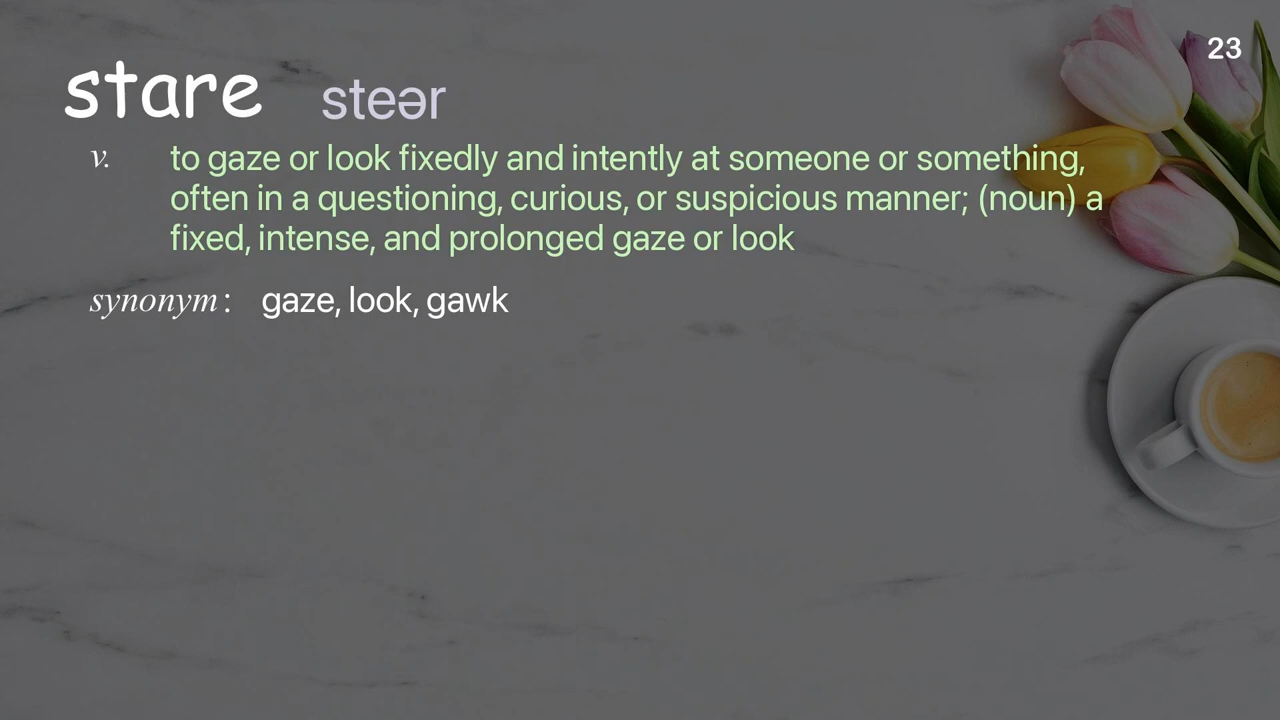 23
stare steər
v. to gaze or look fixedly and intently at someone or something,
often in a questioning, curious, or suspicious manner; (noun) a
fixed, intense, and prolonged gaze or look
synonym: gaze, look, gawk